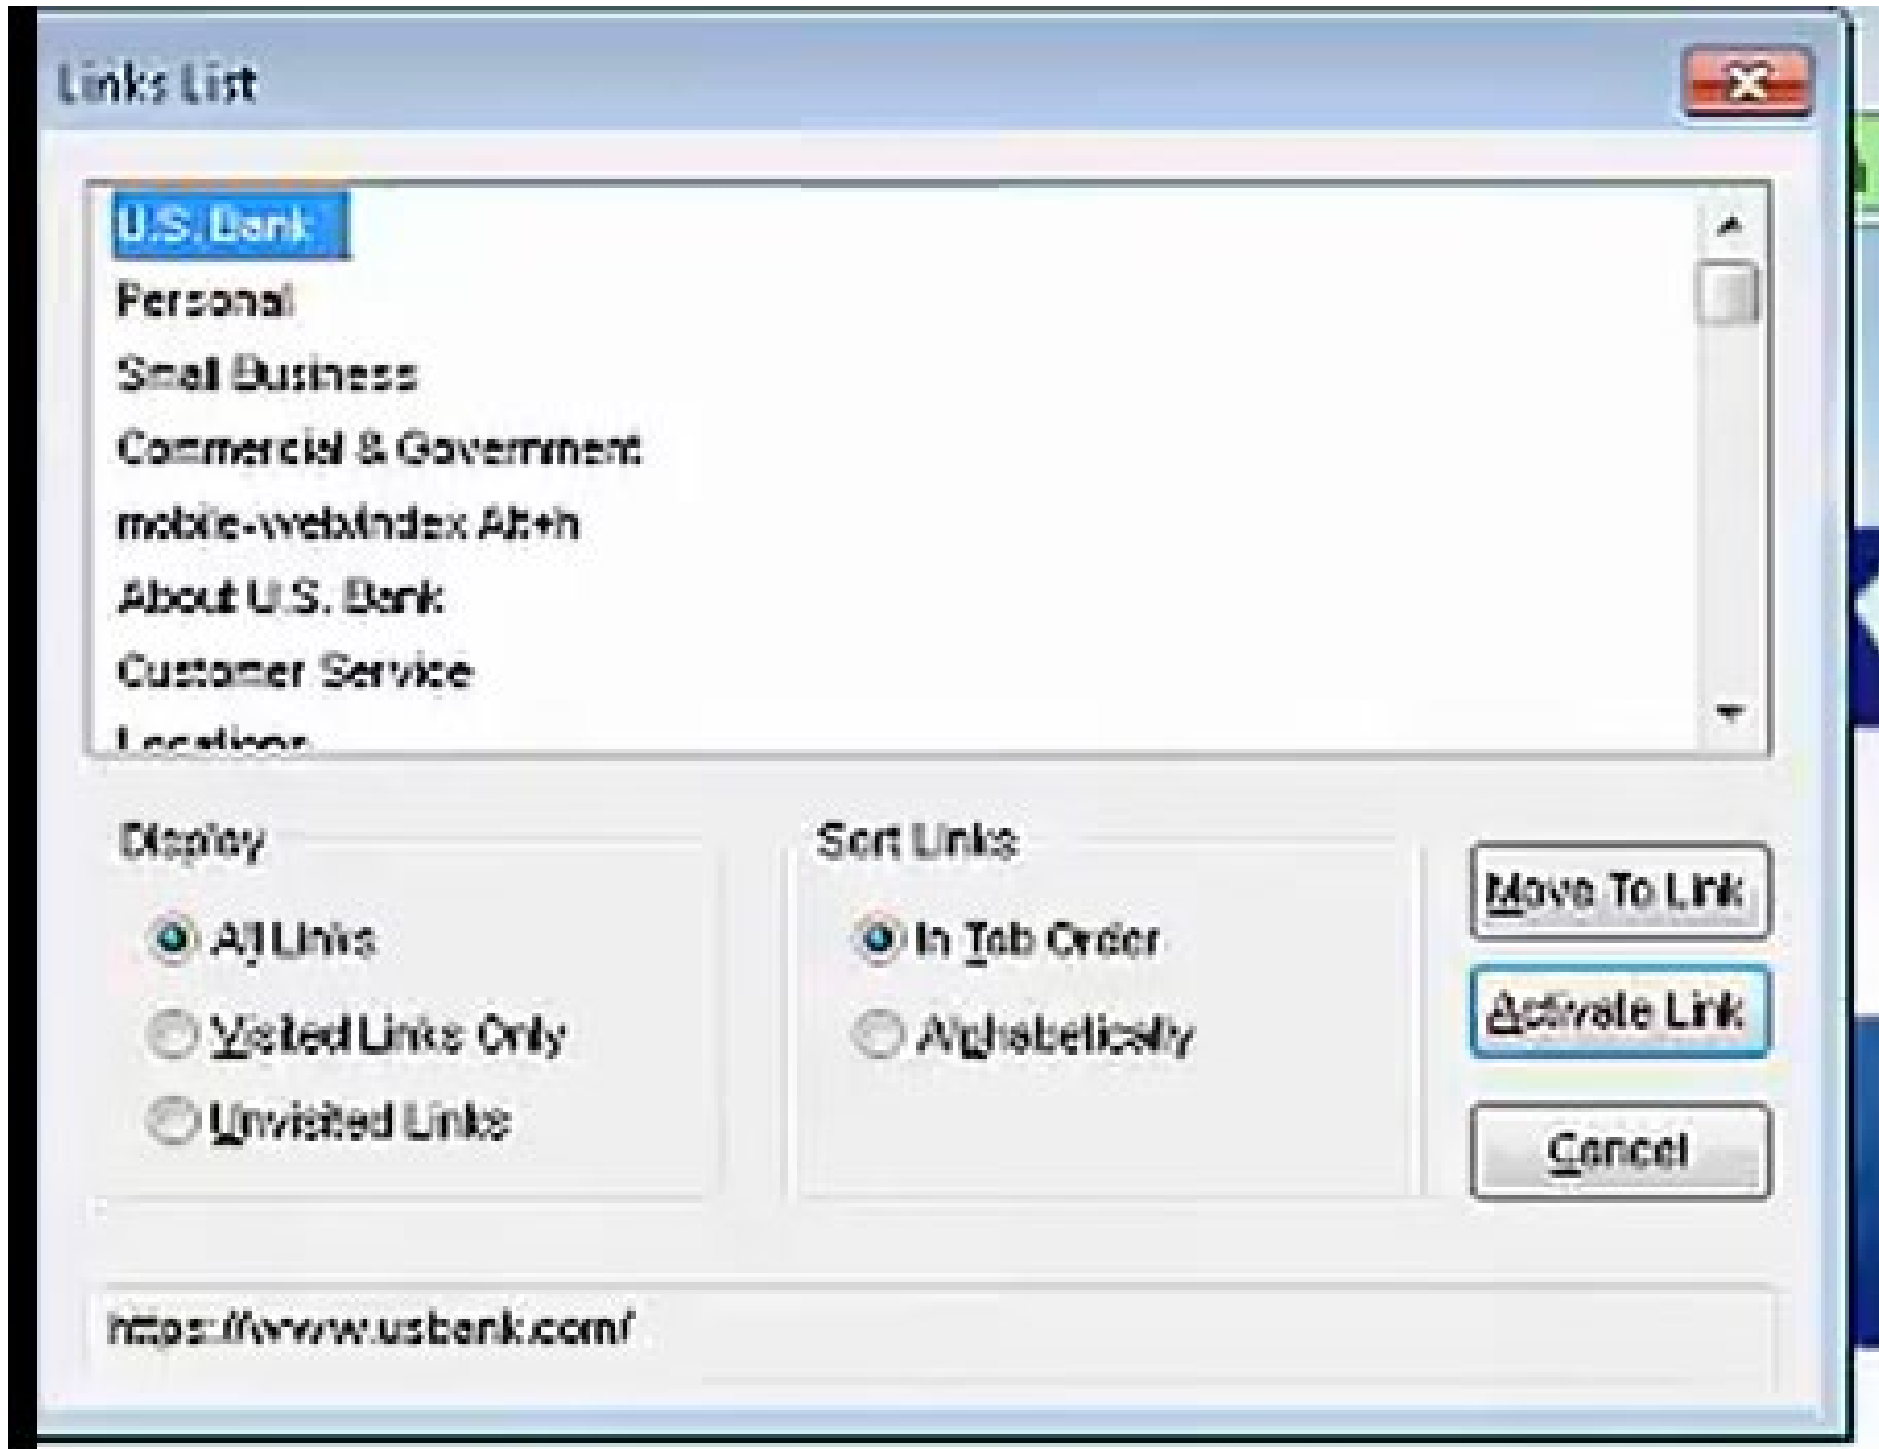 Links List
U.S. Bank
Personal
Small Business
Commercial & Government
mobile-web/index Alt+h
About U.S. Bank
Customer Service
Locations
Display
All Links
Visited Links Only
Unvisited Links
Sort Links
In Tab Order
Alphabetically
Move To Link
Activate Link
Cancel
https://www.usbank.com/